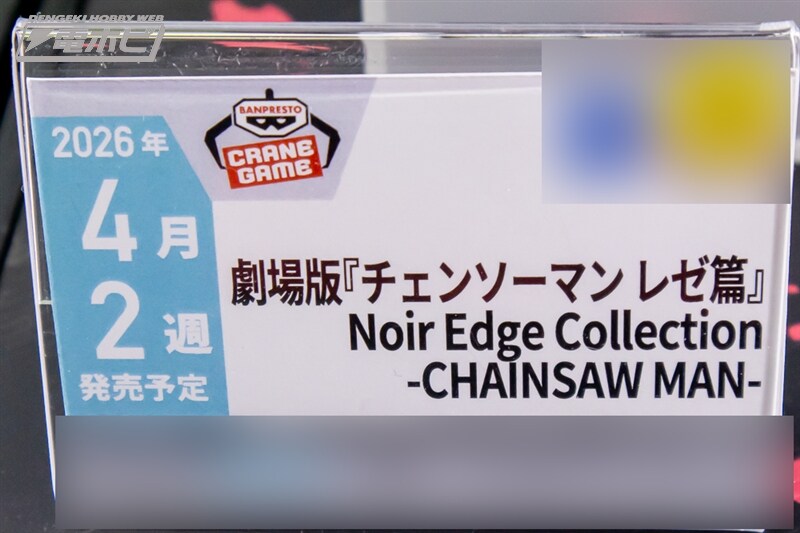 DENGEKI HOBBY WEB
電ホビ
BANPRESTO
CRANE
GAME
2026年
4月
2週
発売予定
劇場版『チェンソーマン レゼ篇』
Noir Edge Collection
-CHAINSAW MAN-